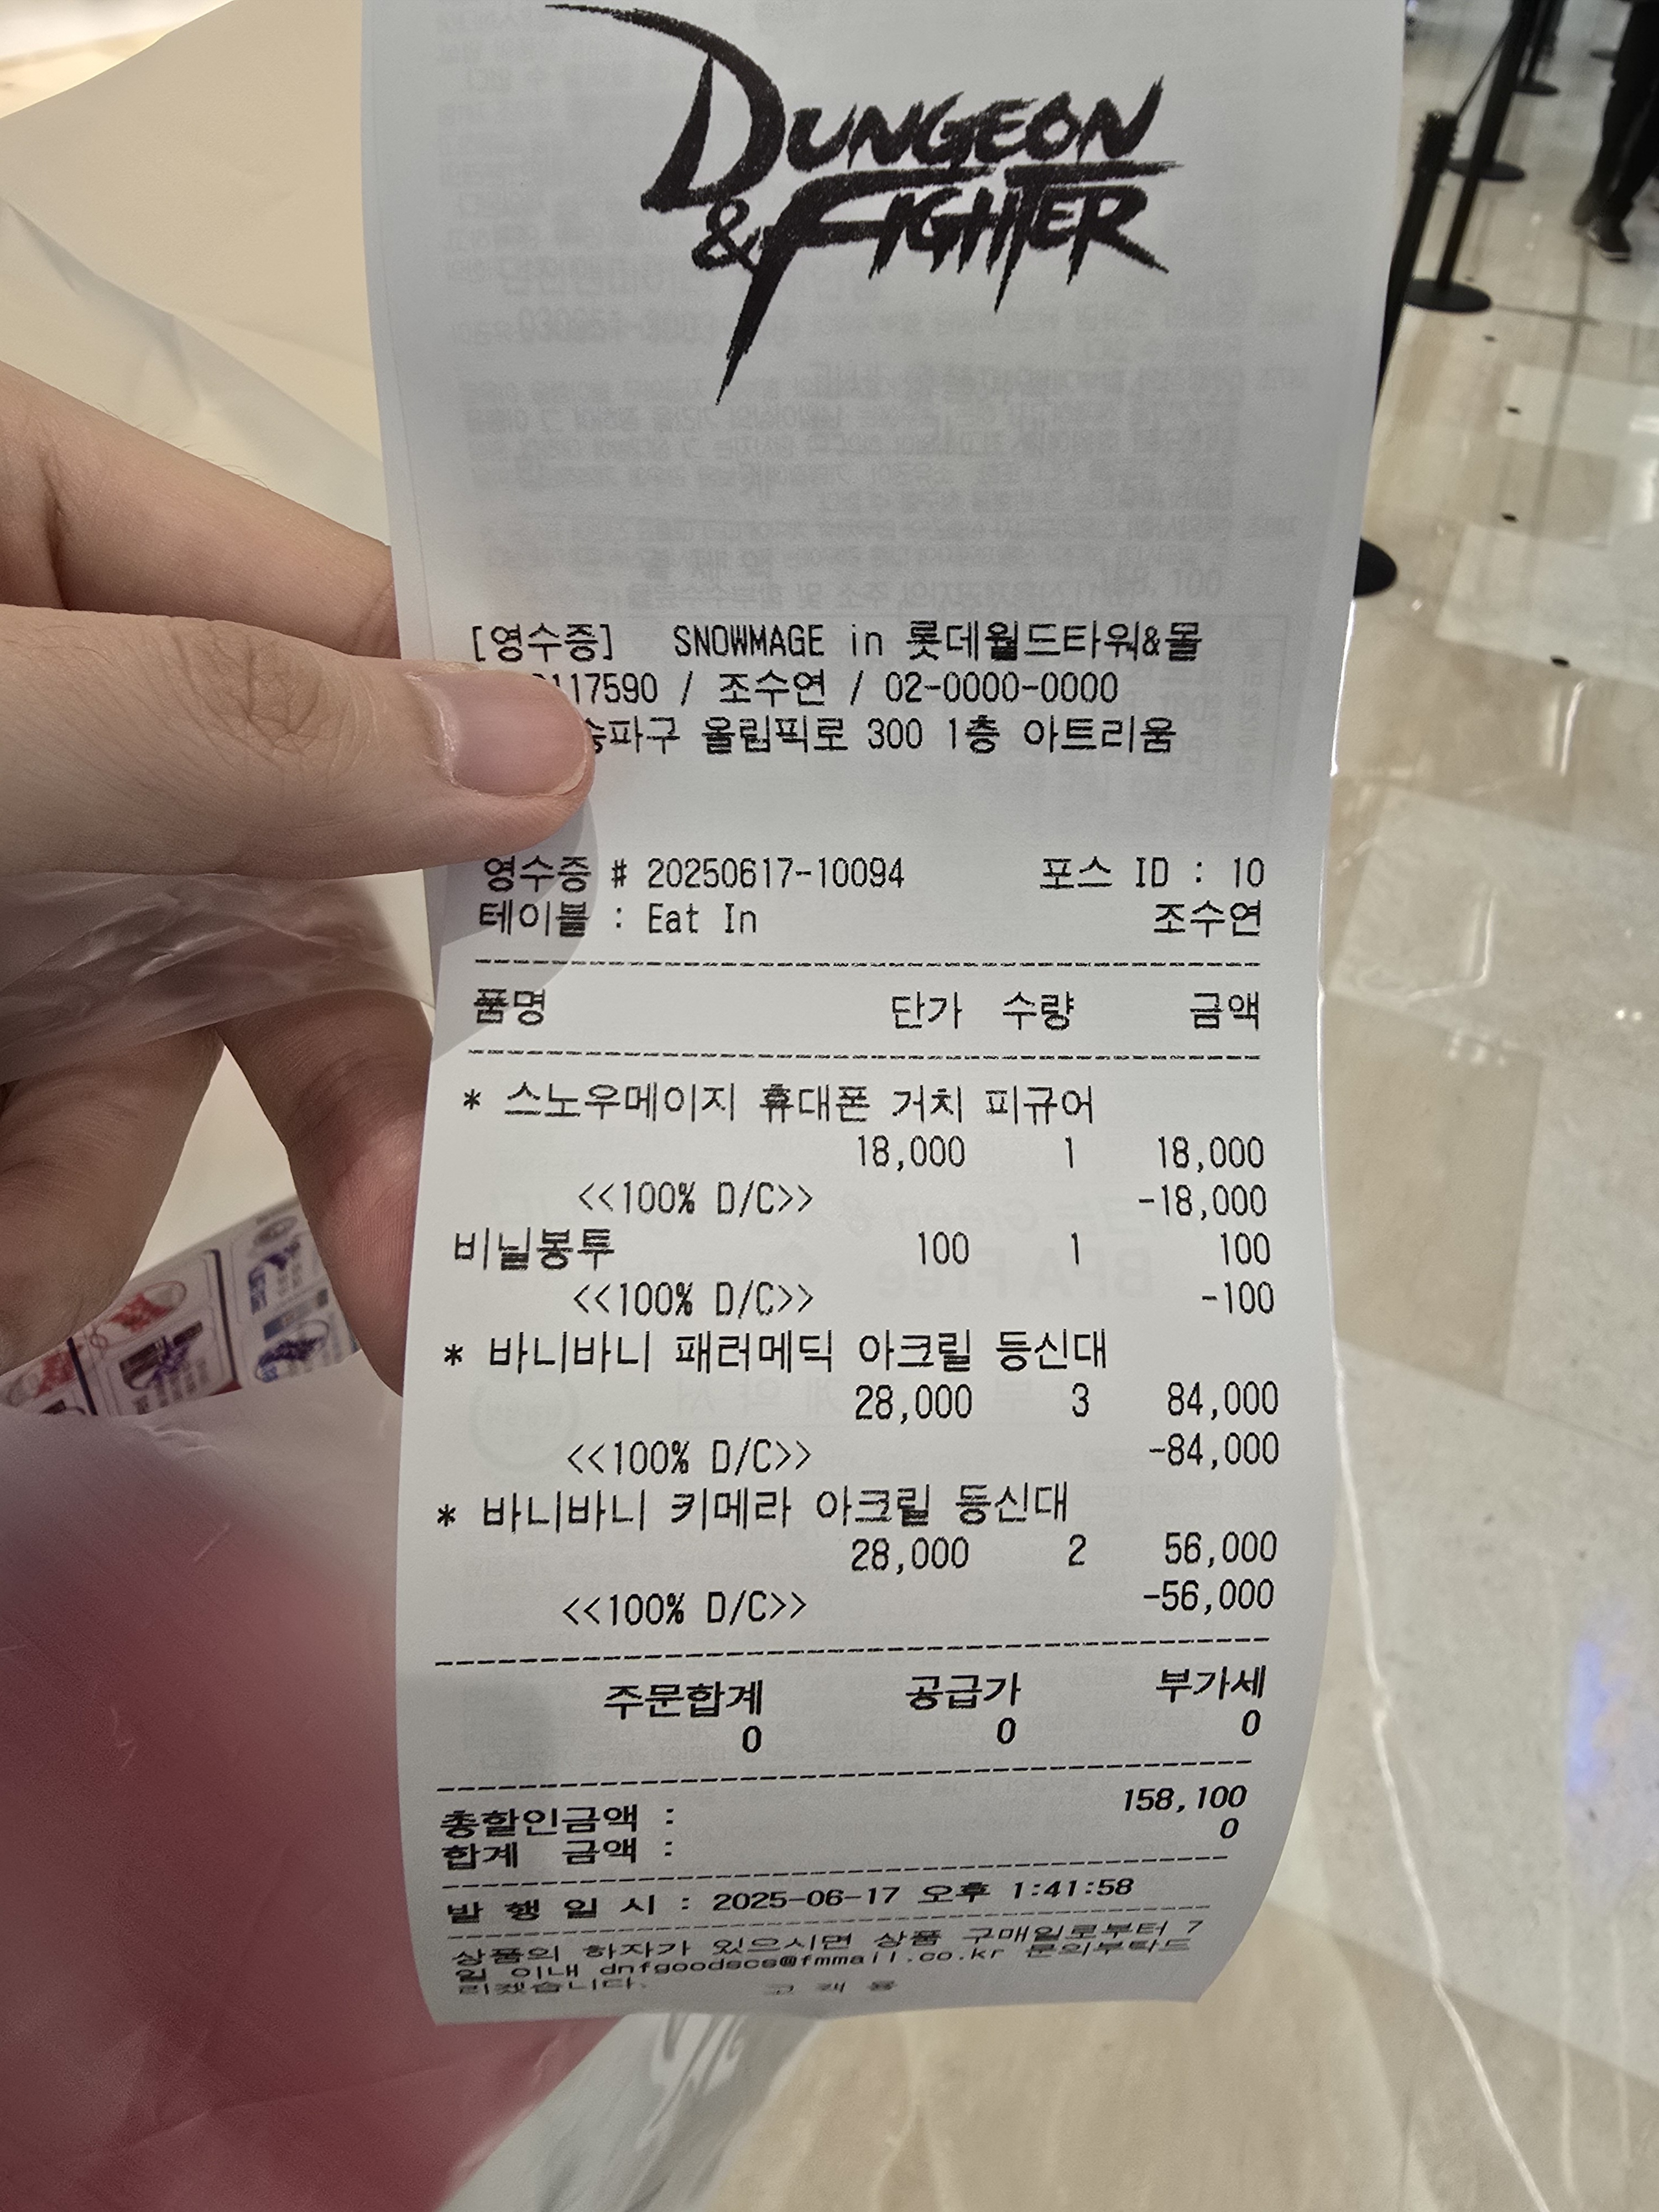 DUNGEON
&FIGHTER
[영수증] SNOWMAGE in 롯데월드타워&몰
117590 / 조수연 / 02-0000-0000
송파구 올림픽로 300 1층 아트리움
영수증 # 20250617-10094 포스 ID : 10
테이블 : Eat In 조수연
품명 단가 수량 금액
* 스노우메이지 휴대폰 거치 피규어
18,000 1 18,000
<<100% D/C>> -18,000
비닐봉투 100 1 100
<<100% D/C>> -100
* 바니바니 패러메딕 아크릴 등신대
28,000 3 84,000
<<100% D/C>> -84,000
* 바니바니 키메라 아크릴 등신대
28,000 2 56,000
<<100% D/C>> -56,000
주문합계 공급가 부가세
0 0 0
총할인금액 : 158,100
합계 금액 : 0
발 행 일 시 : 2025-06-17 오후 1:41:58
상품의 하자가 있으시면 상품 구매일로부터 7
일 이내 dnfgoodscs@fmmail.co.kr 문의부탁드
리겠습니다. 고 객 용